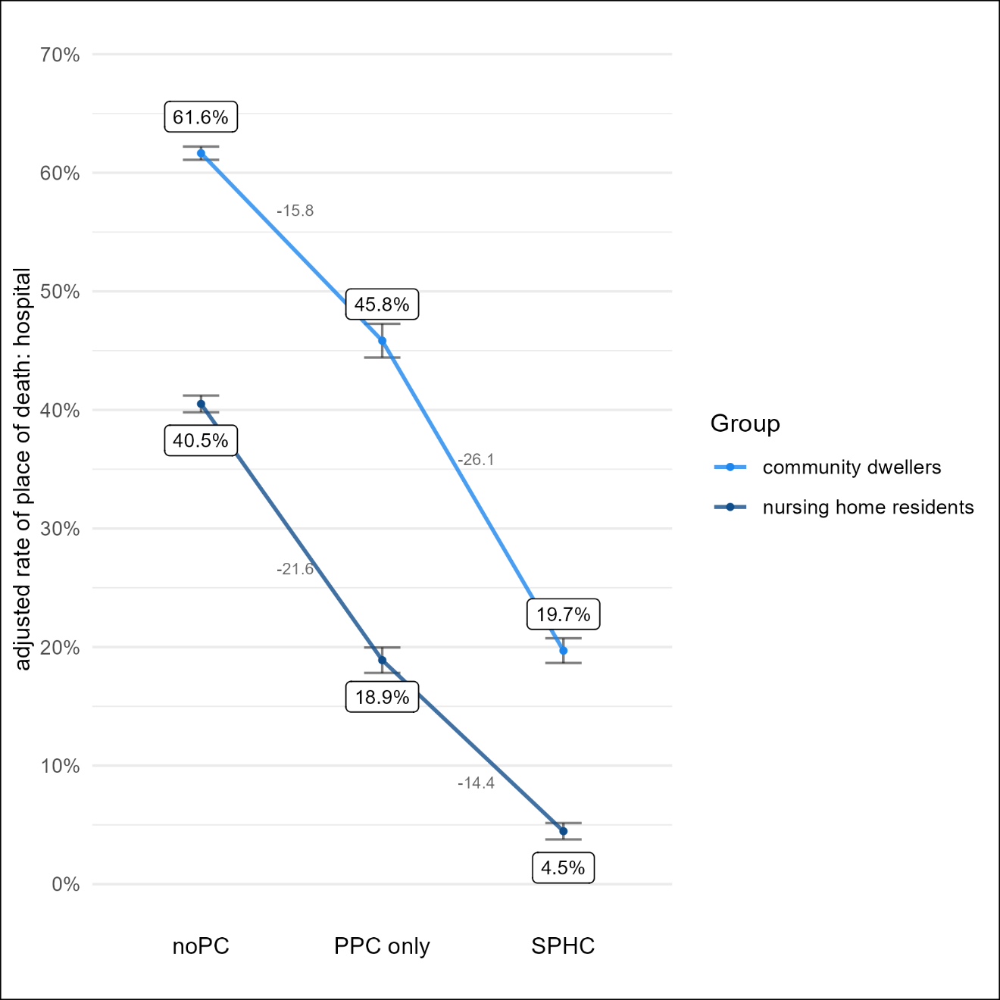 70%
61.6%
60%
-15.8
50%
45.8%
40%
40.5%
-26.1
30%
-21.6
19.7%
20%
18.9%
10%
-14.4
4.5%
0%
noPC
PPC only
SPHC
adjusted rate of place of death: hospital
Group
community dwellers
nursing home residents